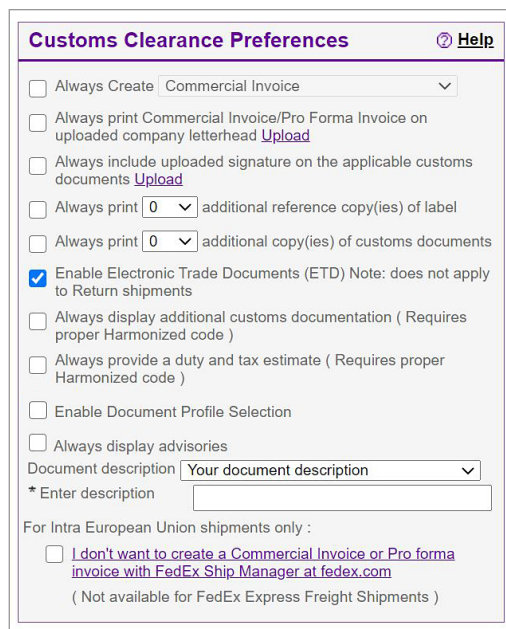 Customs Clearance Preferences ? Help
Always Create Commercial Invoice
Always print Commercial Invoice/Pro Forma Invoice on
uploaded company letterhead Upload
Always include uploaded signature on the applicable customs
documents Upload
Always print 0 additional reference copy(ies) of label
Always print 0 additional copy(ies) of customs documents
Enable Electronic Trade Documents (ETD) Note: does not apply
to Return shipments
Always display additional customs documentation ( Requires
proper Harmonized code )
Always provide a duty and tax estimate ( Requires proper
Harmonized code )
Enable Document Profile Selection
Always display advisories
Document description Your document description
* Enter description
For Intra European Union shipments only :
I don't want to create a Commercial Invoice or Pro forma
invoice with FedEx Ship Manager at fedex.com
( Not available for FedEx Express Freight Shipments )